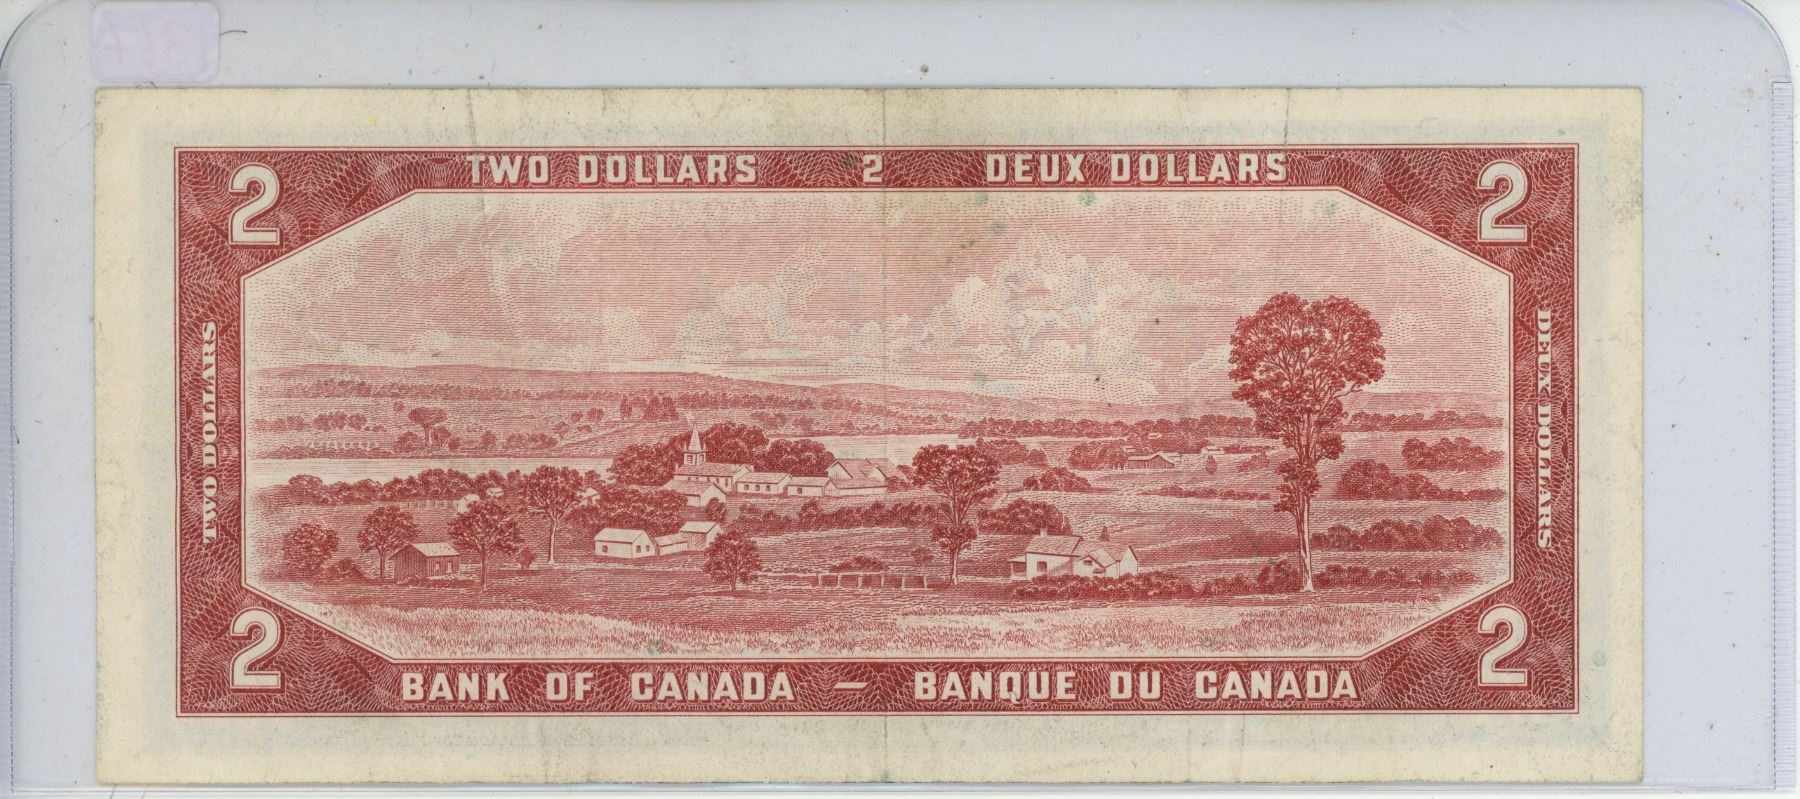 TWO DOLLARS 2 DEUX DOLLARS
2 2
TWO DOLLARS
DEUX DOLLARS
2 2
BANK OF CANADA — BANQUE DU CANADA